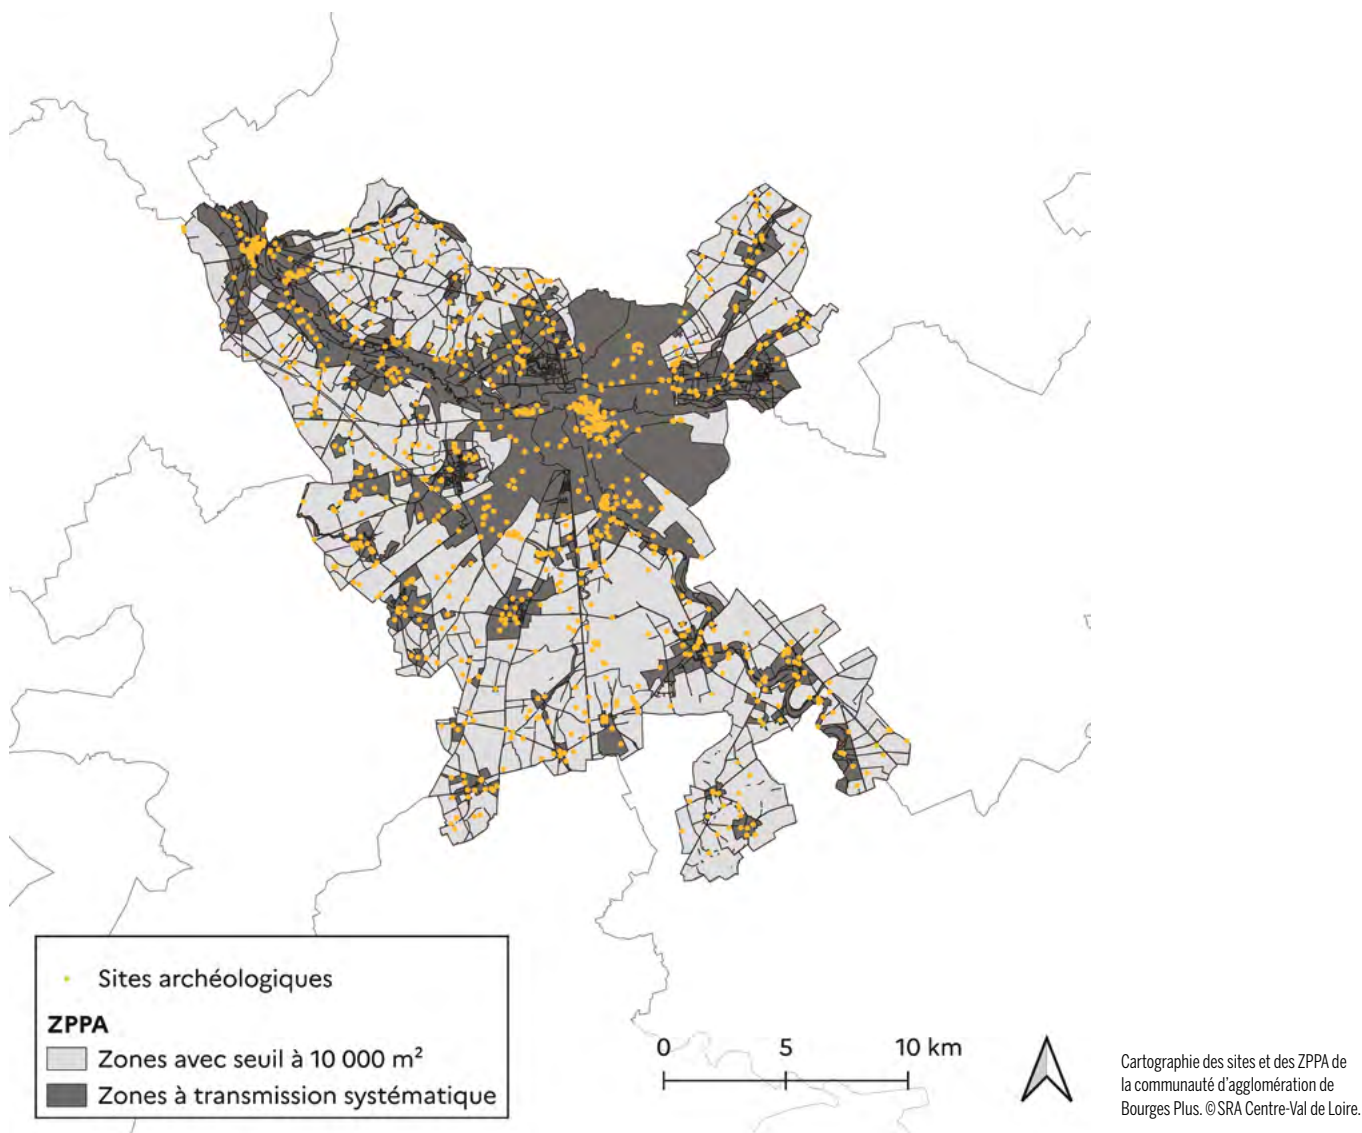 Sites archéologiques
ZPPA
Zones avec seuil à 10 000 m²
Zones à transmission systématique
0 5 10 km
Cartographie des sites et des ZPPA de
la communauté d'agglomération de
Bourges Plus. ©SRA Centre-Val de Loire.